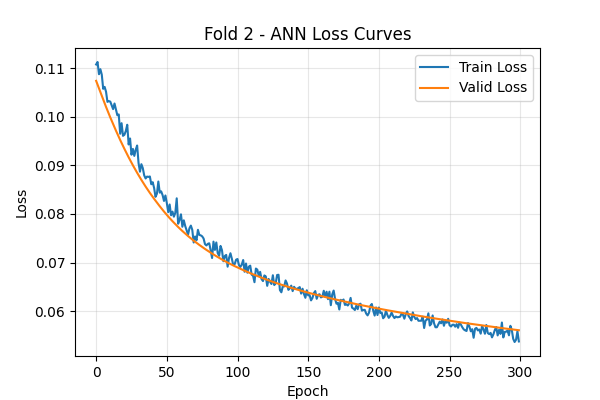 Fold 2 - ANN Loss Curves
Train Loss
Valid Loss
Loss
0.11
0.10
0.09
0.08
0.07
0.06
0 50 100 150 200 250 300
Epoch